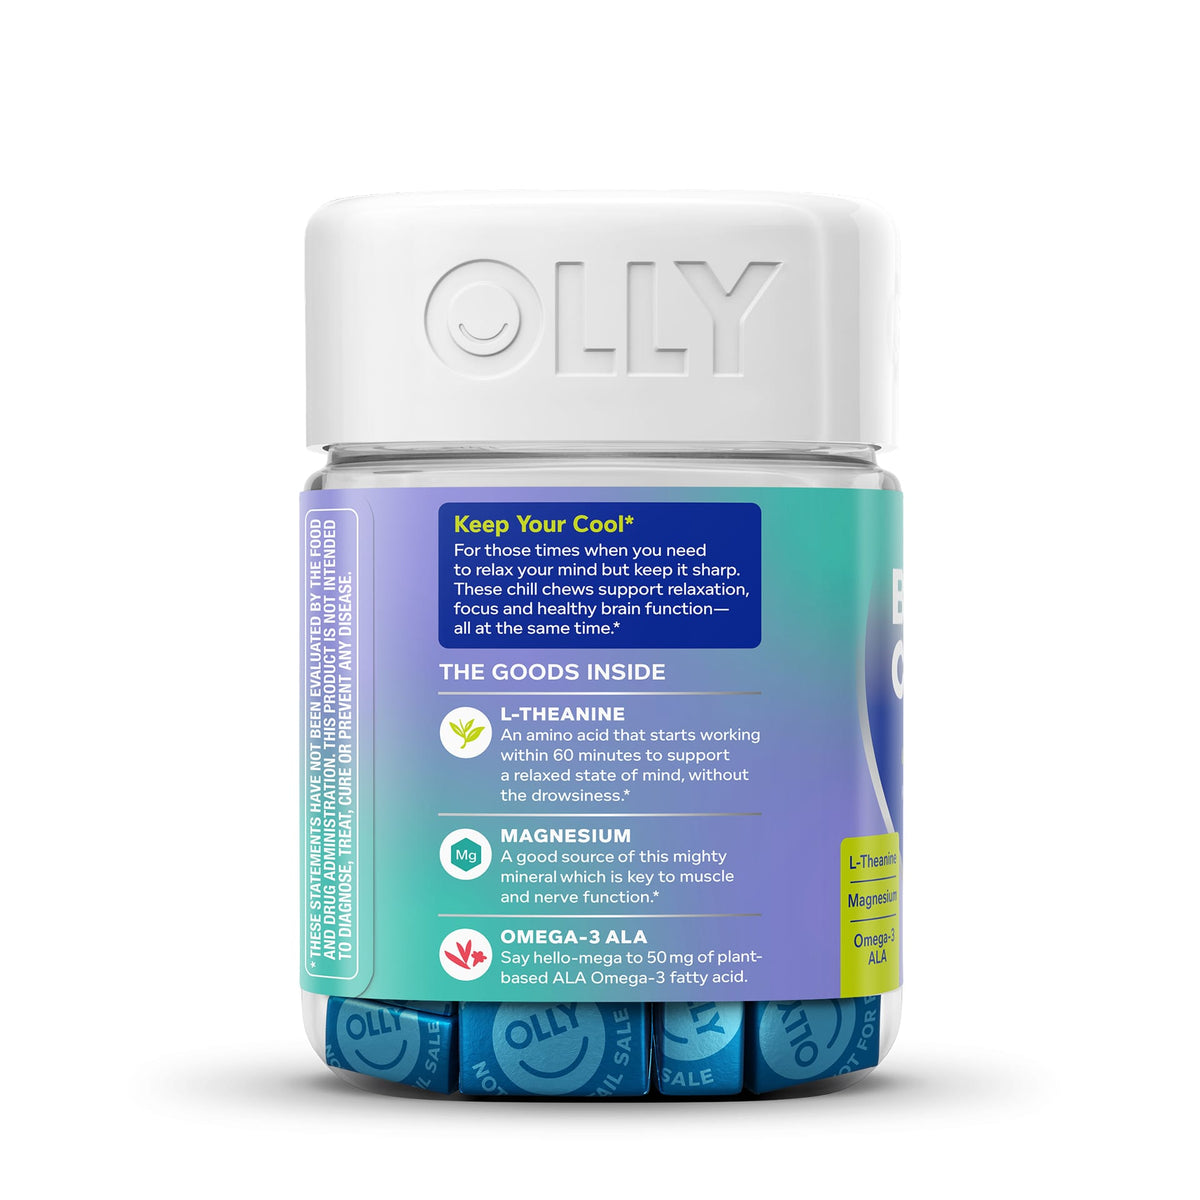 OLLY
* THESE STATEMENTS HAVE NOT BEEN EVALUATED BY THE FOOD
AND DRUG ADMINISTRATION. THIS PRODUCT IS NOT INTENDED
TO DIAGNOSE, TREAT, CURE OR PREVENT ANY DISEASE.
Keep Your Cool*
For those times when you need
to relax your mind but keep it sharp.
These chill chews support relaxation,
focus and healthy brain function—
all at the same time.*
THE GOODS INSIDE
L-THEANINE
An amino acid that starts working
within 60 minutes to support
a relaxed state of mind, without
the drowsiness.*
Mg
MAGNESIUM
A good source of this mighty
mineral which is key to muscle
and nerve function.*
OMEGA-3 ALA
Say hello-mega to 50 mg of plant-
based ALA Omega-3 fatty acid.
L-Theanine
Magnesium
Omega-3
ALA
OLLY
SALE
OLLY
SALE
SALE
OLLY
FOR